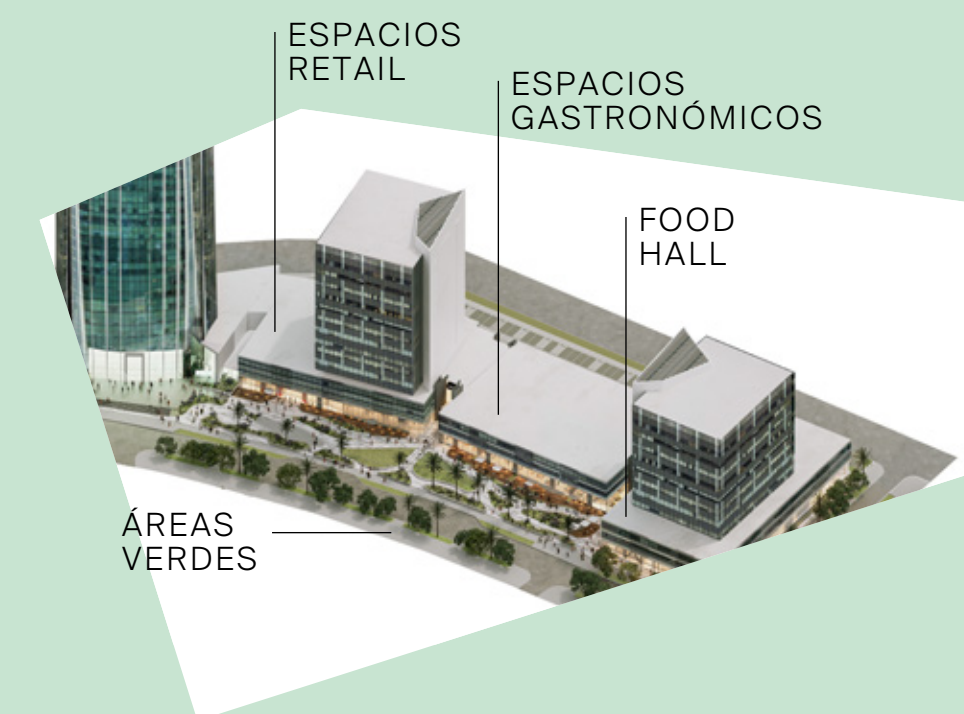 ESPACIOS
RETAIL
ESPACIOS
GASTRONÓMICOS
FOOD
HALL
ÁREAS
VERDES